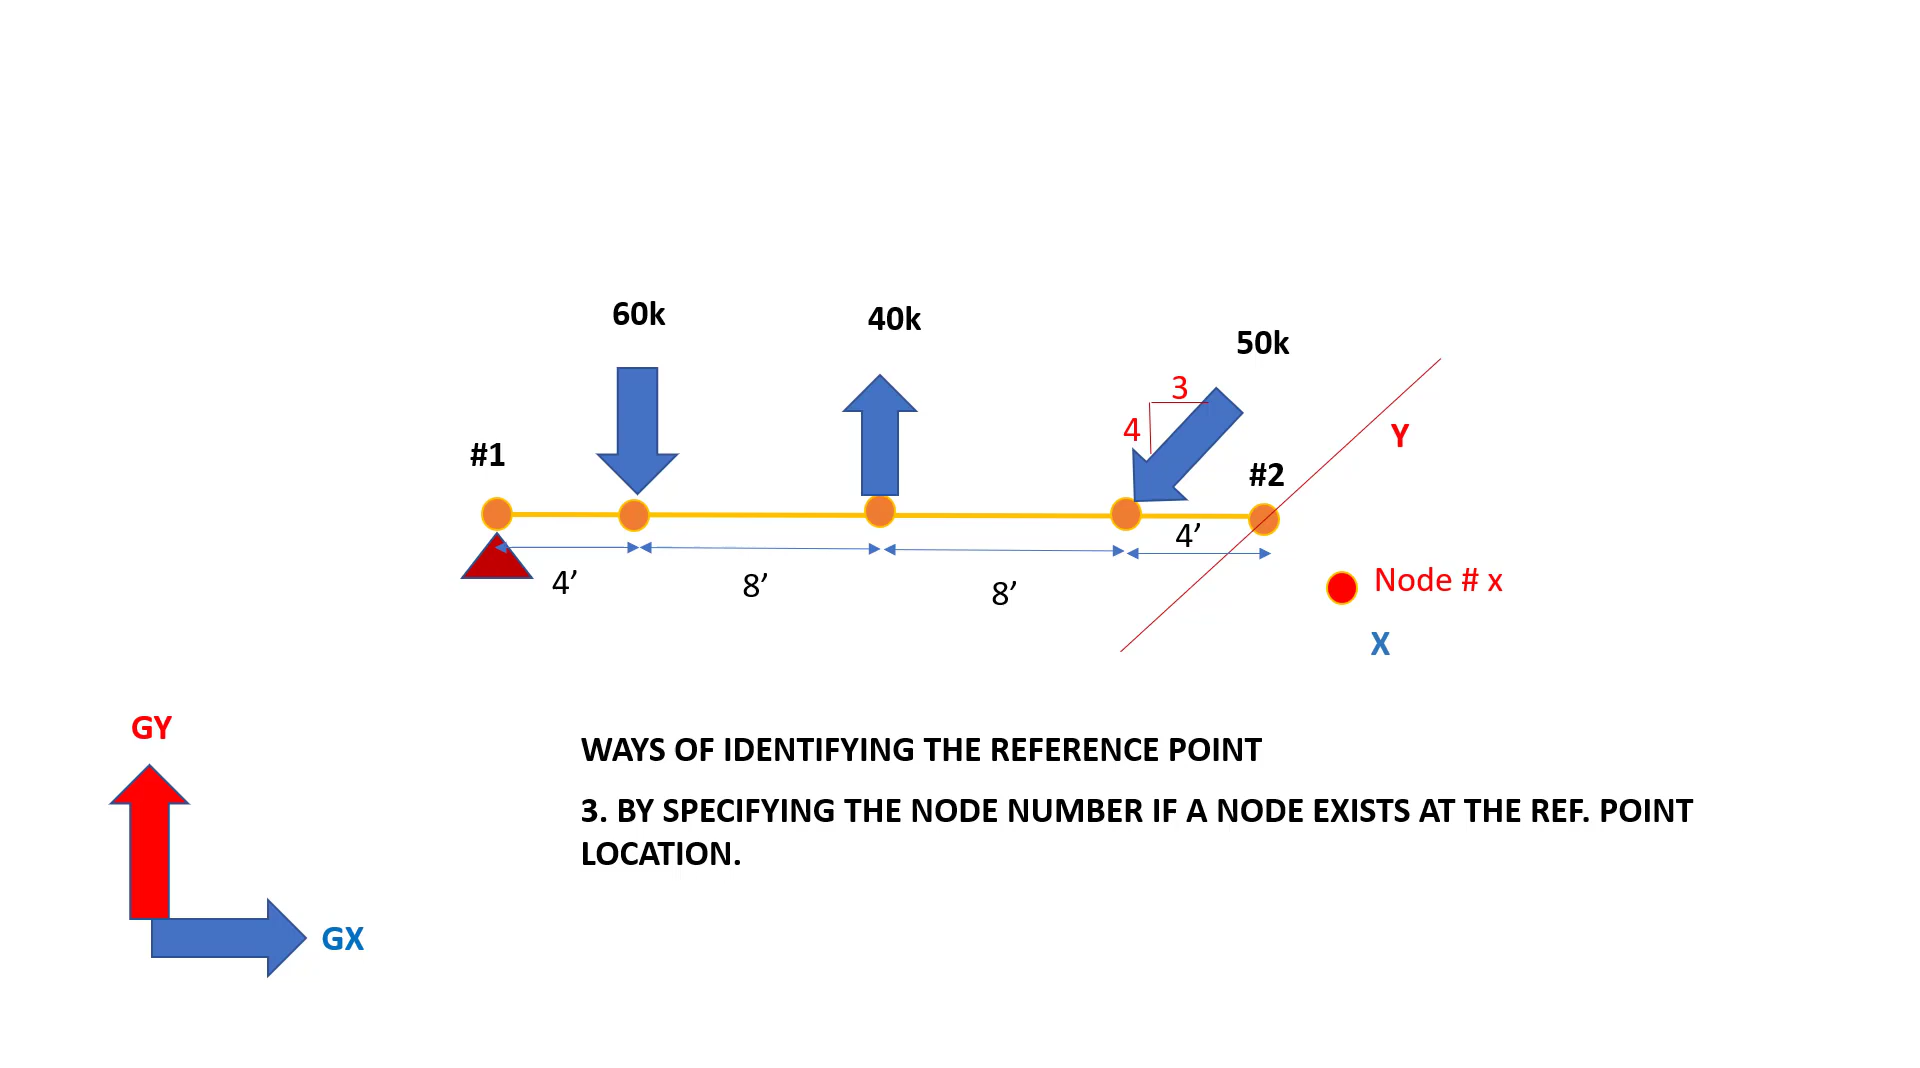 60k
40k
50k
3
4
#1
#2
Y
4’
4’
8’
8’
Node # x
X
GY
GX
WAYS OF IDENTIFYING THE REFERENCE POINT
3. BY SPECIFYING THE NODE NUMBER IF A NODE EXISTS AT THE REF. POINT
LOCATION.